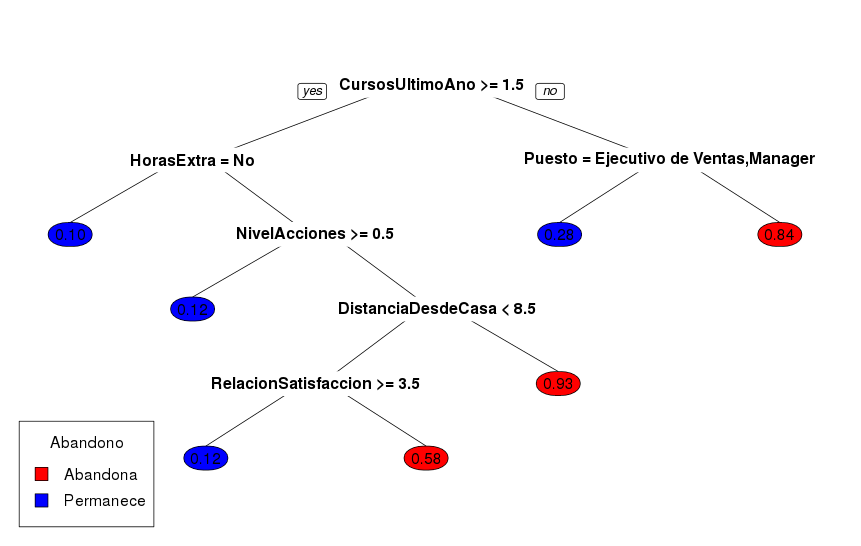 yes
CursosUltimoAno >= 1.5
no
HorasExtra = No
Puesto = Ejecutivo de Ventas,Manager
0.10
NivelAcciones >= 0.5
0.28
0.84
0.12
DistanciaDesdeCasa < 8.5
RelacionSatisfaccion >= 3.5
0.93
0.12
0.58
Abandono
Abandona
Permanece